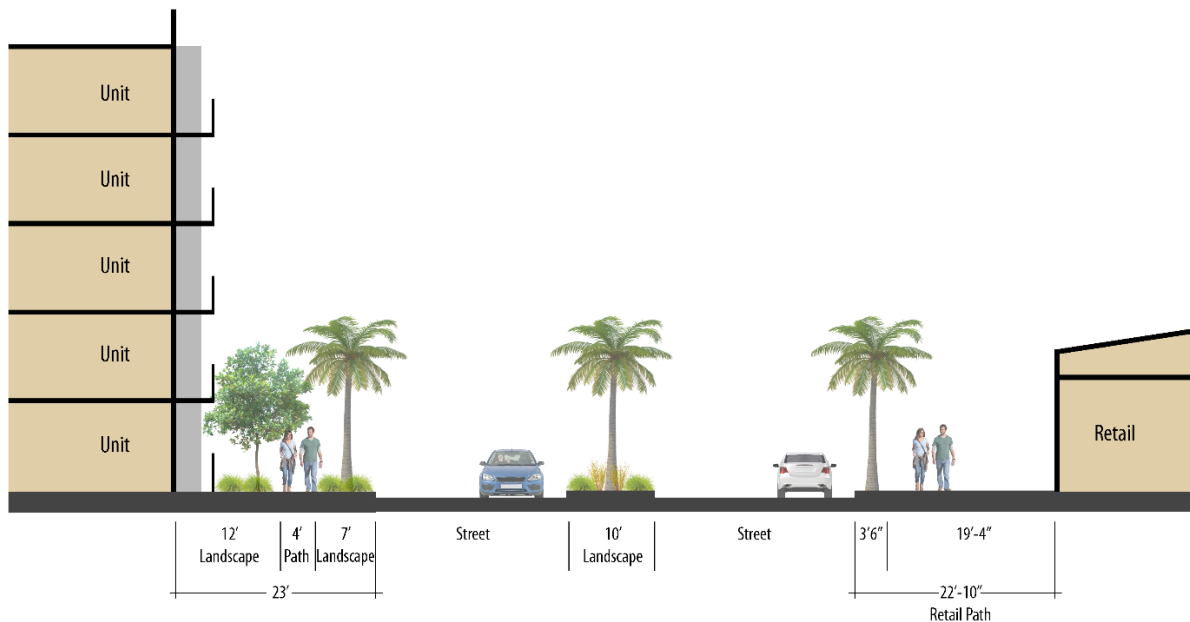 Unit
Unit
Unit
Unit
Unit
Retail
12’ 4’ 7’ Street 10’ Street 3’6” 19’-4”
Landscape Path Landscape Landscape
23’ 22’-10”
Retail Path